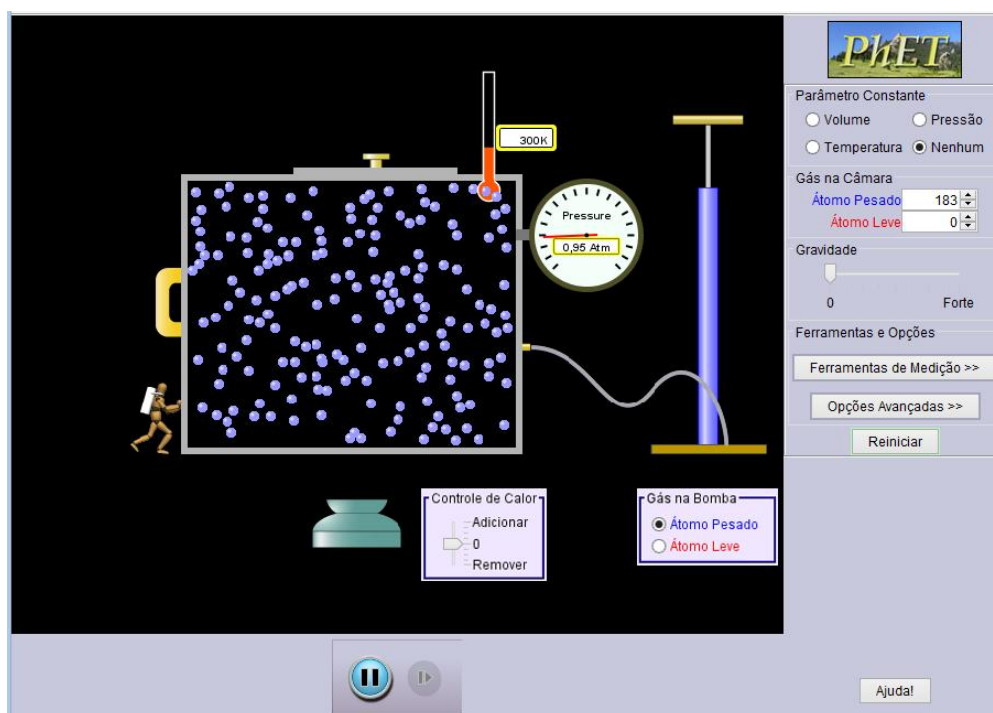 PhET
Parâmetro Constante
Volume Pressão
Temperatura Nenhum
Gás na Câmara
Átomo Pesado 183
Átomo Leve 0
Gravidade
0 Forte
Ferramentas e Opções
Ferramentas de Medição >>
Opções Avançadas >>
Reiniciar
300K
Pressure
0,95 Atm
Controle de Calor
Adicionar
0
Remover
Gás na Bomba
Átomo Pesado
Átomo Leve
Ajuda!